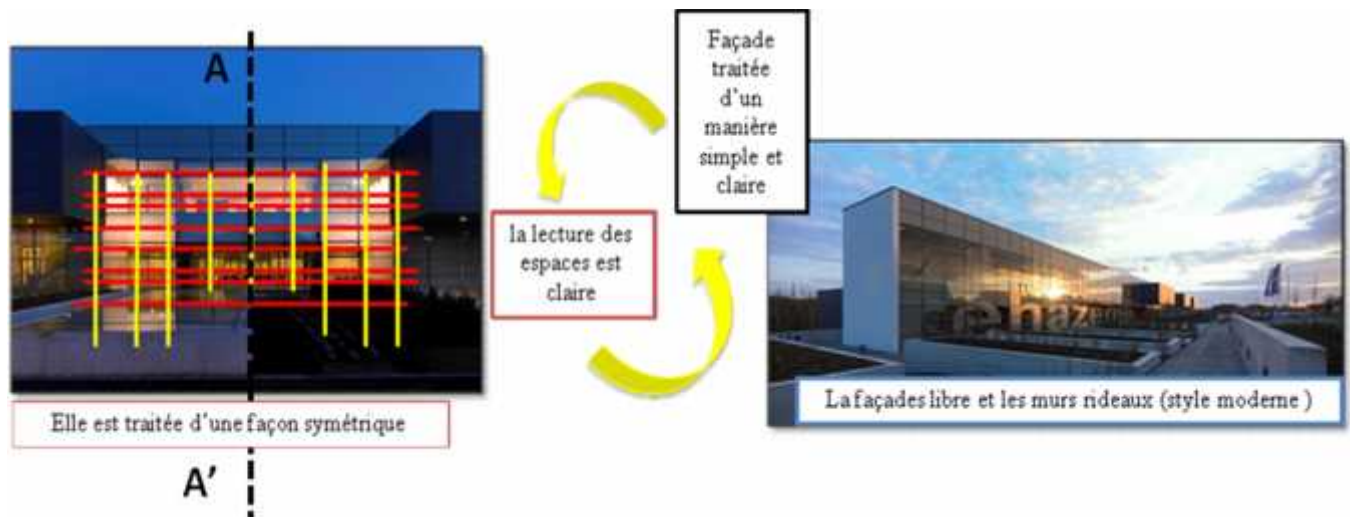 A
Façade
traitée
d'un
manière
simple et
claire
la lecture des
espaces est
claire
Elle est traitée d'une façon symétrique
A'
La façades libre et les murs rideaux (style moderne )